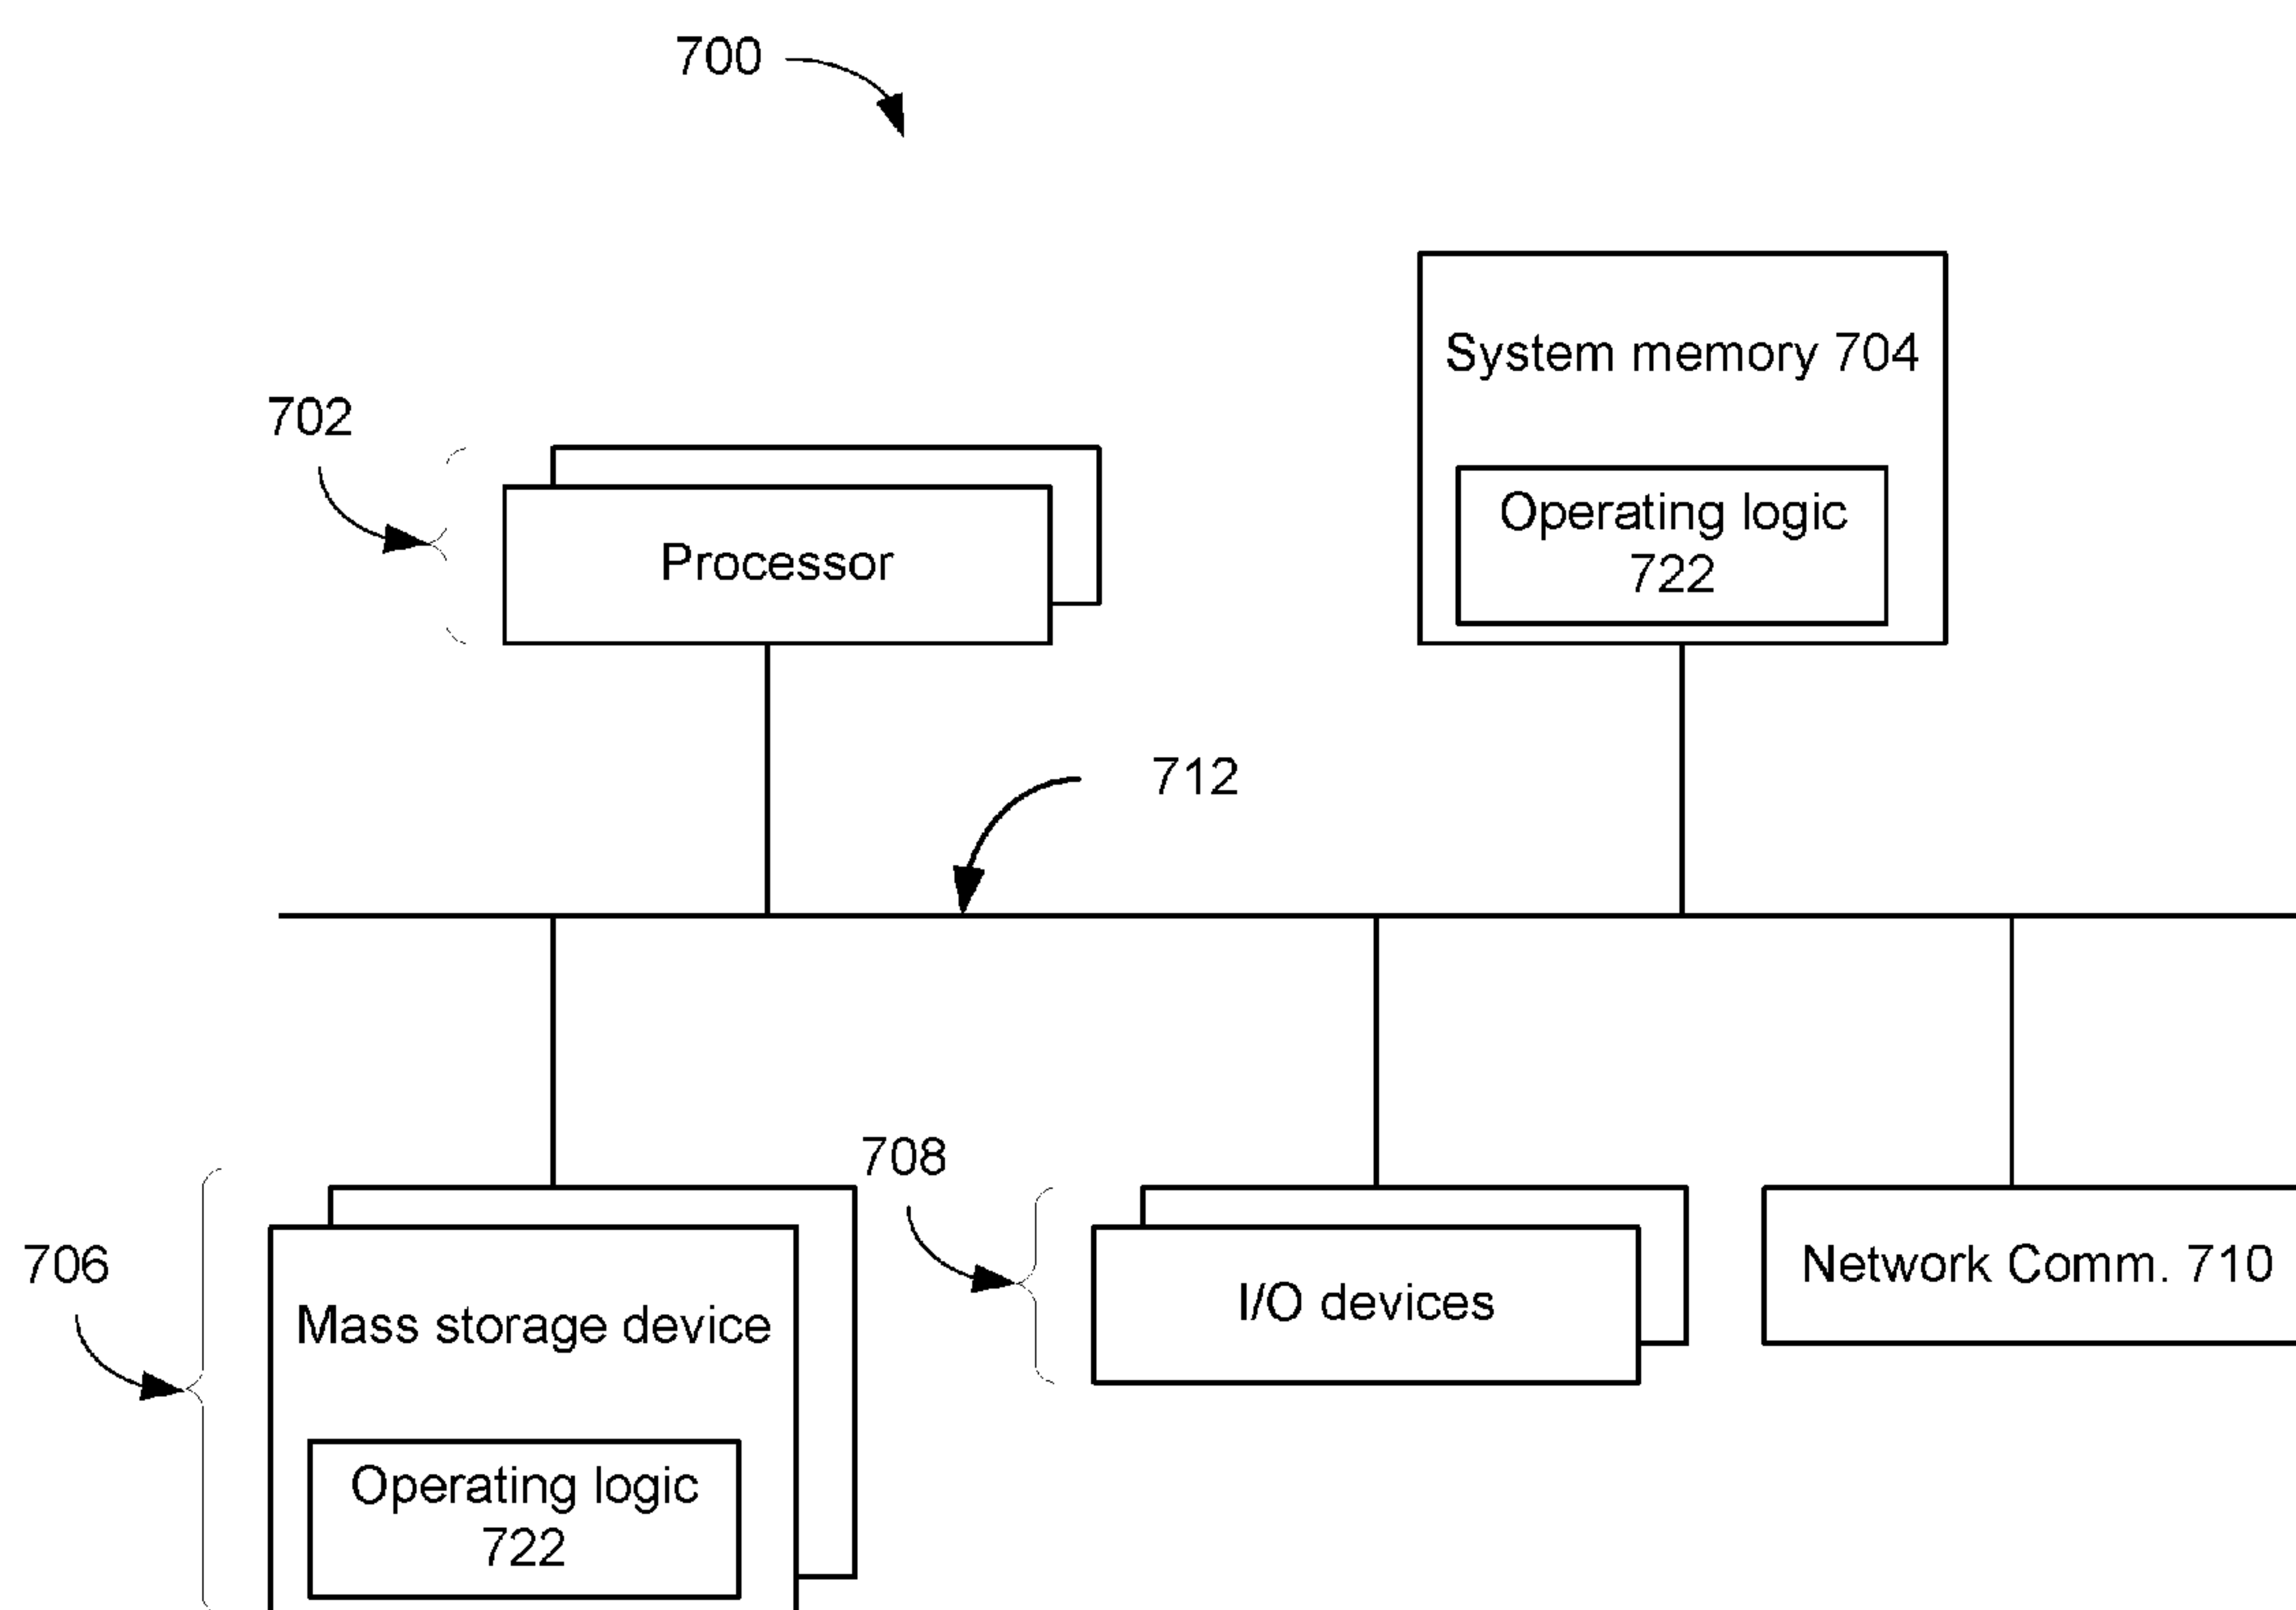 700
System memory 704
702
Operating logic
722
Processor
712
708
706
Network Comm. 710
I/O devices
Mass storage device
Operating logic
722